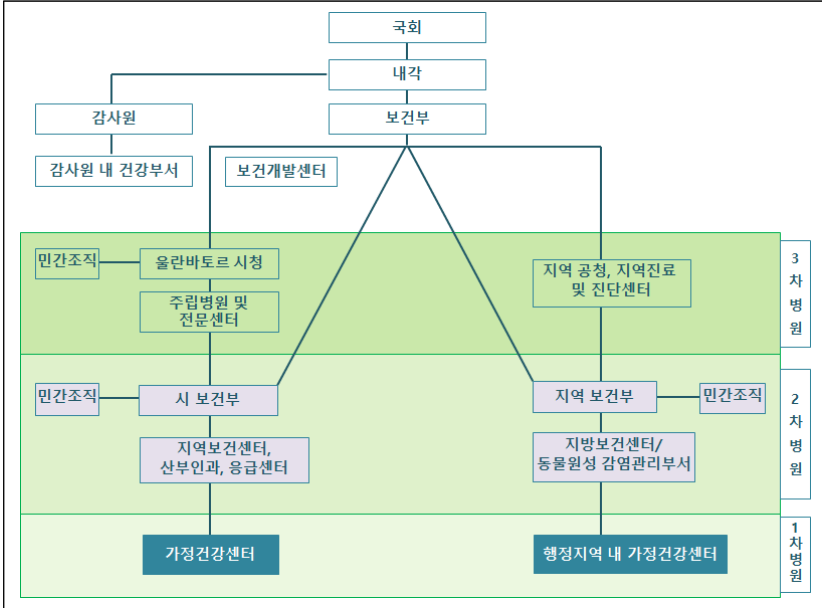 국회
내각
감사원
보건부
감사원 내 건강부서
보건개발센터
민간조직
울란바토르 시청
주립병원 및
전문센터
지역 공청, 지역진료
및 진단센터
3
차
병
원
민간조직
시 보건부
지역 보건부
민간조직
지역보건센터,
산부인과, 응급센터
지방보건센터/
동물원성 감염관리부서
2
차
병
원
가정건강센터
행정지역 내 가정건강센터
1
차
병
원